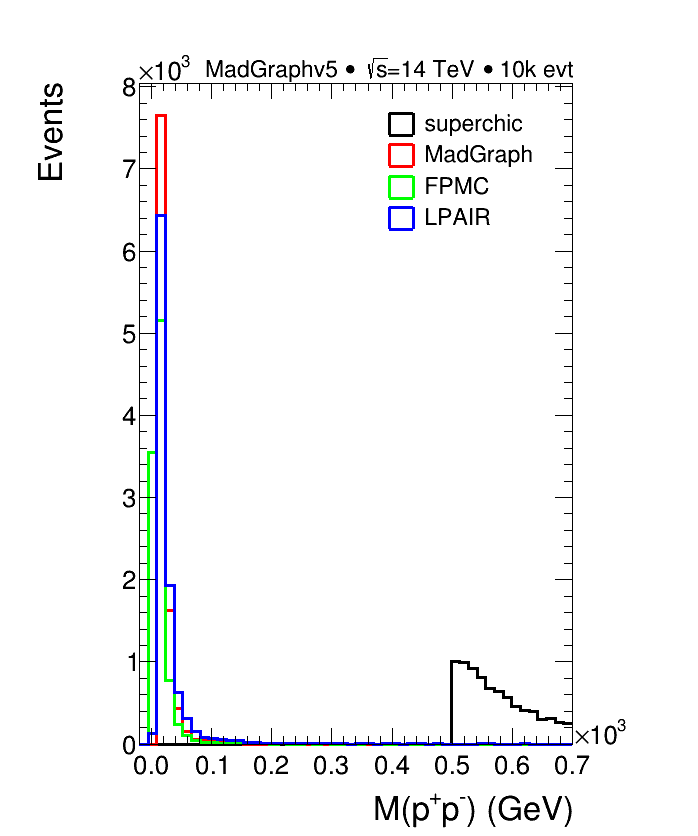 ×10³ MadGraphv5 • √s=14 TeV • 10k evt
Events
8
7
6
5
4
3
2
1
0
superchic
MadGraph
FPMC
LPAIR
0.0 0.1 0.2 0.3 0.4 0.5 0.6 0.7
×10³
M(p⁺p⁻) (GeV)